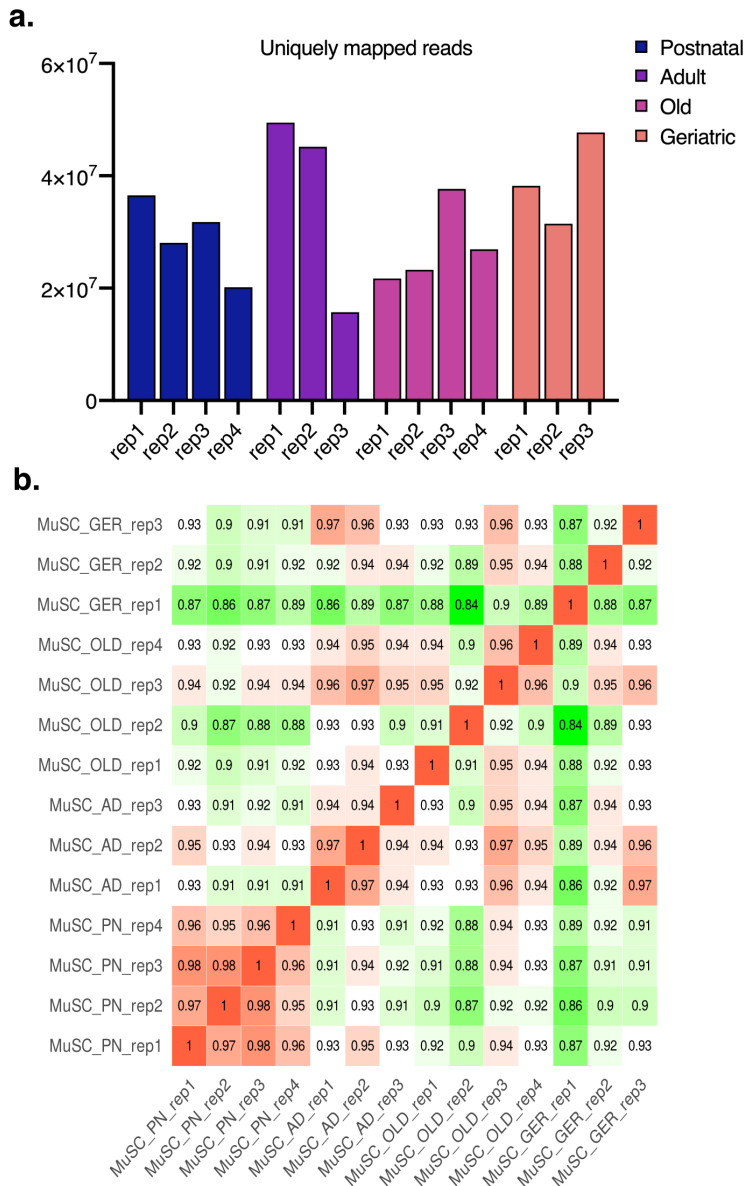 a.
Uniquely mapped reads
Postnatal
Adult
Old
Geriatric
6×10⁷
4×10⁷
2×10⁷
0
rep1 rep2 rep3 rep4 rep1 rep2 rep3 rep1 rep2 rep3 rep4 rep1 rep2 rep3
b.
MuSC_GER_rep3 0.93 0.9 0.91 0.91 0.97 0.96 0.93 0.93 0.93 0.96 0.93 0.87 0.92 1
MuSC_GER_rep2 0.92 0.9 0.91 0.92 0.92 0.94 0.94 0.92 0.89 0.95 0.94 0.88 1 0.92
MuSC_GER_rep1 0.87 0.86 0.87 0.89 0.86 0.89 0.87 0.88 0.84 0.9 0.89 1 0.88 0.87
MuSC_OLD_rep4 0.93 0.92 0.93 0.93 0.94 0.95 0.94 0.94 0.9 0.96 1 0.89 0.94 0.93
MuSC_OLD_rep3 0.94 0.92 0.94 0.94 0.96 0.97 0.95 0.95 0.92 1 0.96 0.9 0.95 0.96
MuSC_OLD_rep2 0.9 0.87 0.88 0.88 0.93 0.93 0.9 0.91 1 0.92 0.9 0.84 0.89 0.93
MuSC_OLD_rep1 0.92 0.9 0.91 0.92 0.93 0.94 0.93 1 0.91 0.95 0.94 0.88 0.92 0.93
MuSC_AD_rep3 0.93 0.91 0.92 0.91 0.94 0.94 1 0.93 0.9 0.95 0.94 0.87 0.94 0.93
MuSC_AD_rep2 0.95 0.93 0.94 0.93 0.97 1 0.94 0.94 0.93 0.97 0.95 0.89 0.94 0.96
MuSC_AD_rep1 0.93 0.91 0.91 0.91 1 0.97 0.94 0.93 0.93 0.96 0.94 0.86 0.92 0.97
MuSC_PN_rep4 0.96 0.95 0.96 1 0.91 0.93 0.91 0.92 0.88 0.94 0.93 0.89 0.92 0.91
MuSC_PN_rep3 0.98 0.98 1 0.96 0.91 0.94 0.92 0.91 0.88 0.94 0.93 0.87 0.91 0.91
MuSC_PN_rep2 0.97 1 0.98 0.95 0.91 0.93 0.91 0.9 0.87 0.92 0.92 0.86 0.9 0.9
MuSC_PN_rep1 1 0.97 0.98 0.96 0.93 0.95 0.93 0.92 0.9 0.94 0.93 0.87 0.92 0.93
MuSC_PN_rep1 MuSC_PN_rep2 MuSC_PN_rep3 MuSC_PN_rep4 MuSC_AD_rep1 MuSC_AD_rep2 MuSC_AD_rep3 MuSC_OLD_rep1 MuSC_OLD_rep2 MuSC_OLD_rep3 MuSC_OLD_rep4 MuSC_GER_rep1 MuSC_GER_rep2 MuSC_GER_rep3